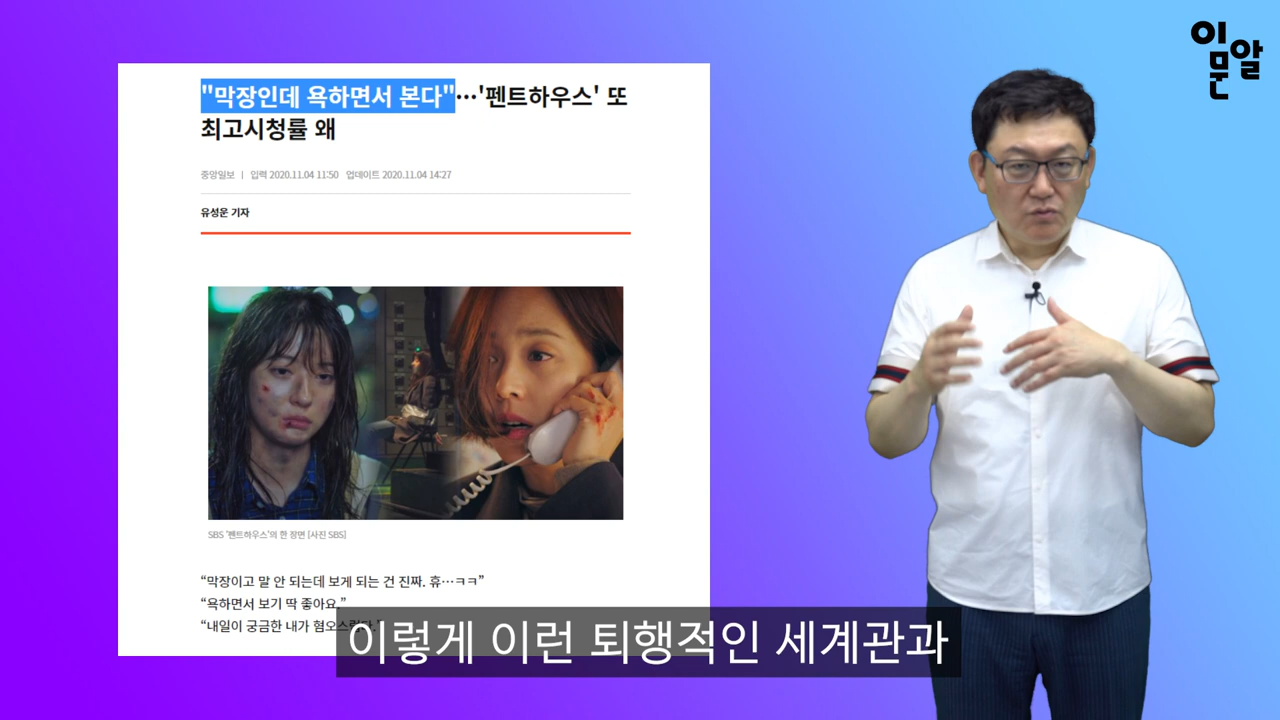 "막장인데 욕하면서 본다"…'펜트하우스' 또
최고시청률 왜
중앙일보 | 입력 2020.11.04 11:50 업데이트 2020.11.04 14:27
유성운 기자
SBS '펜트하우스'의 한 장면 [사진 SBS]
“막장이고 말 안 되는데 보게 되는 건 진짜. 휴…ㅋㅋ”
“욕하면서 보기 딱 좋아요.”
“내일이 궁금한 내가 혐오스럽다.”
이렇게 이런 퇴행적인 세계관과
이문알